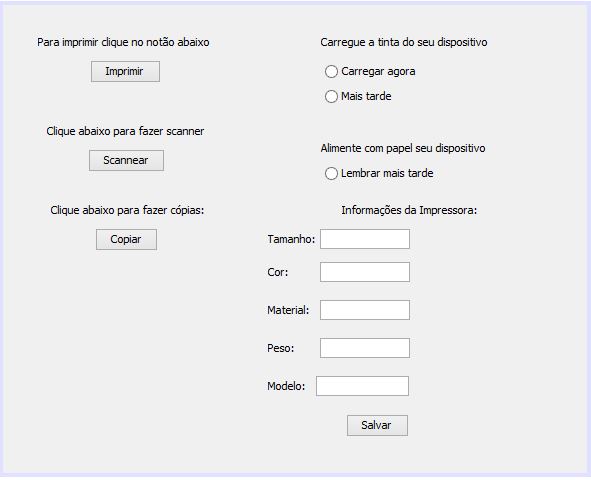 Para imprimir clique no notão abaixo
Imprimir
Clique abaixo para fazer scanner
Scannear
Clique abaixo para fazer cópias:
Copiar
Carregue a tinta do seu dispositivo
Carregar agora
Mais tarde
Alimente com papel seu dispositivo
Lembrar mais tarde
Informações da Impressora:
Tamanho:
Cor:
Material:
Peso:
Modelo:
Salvar